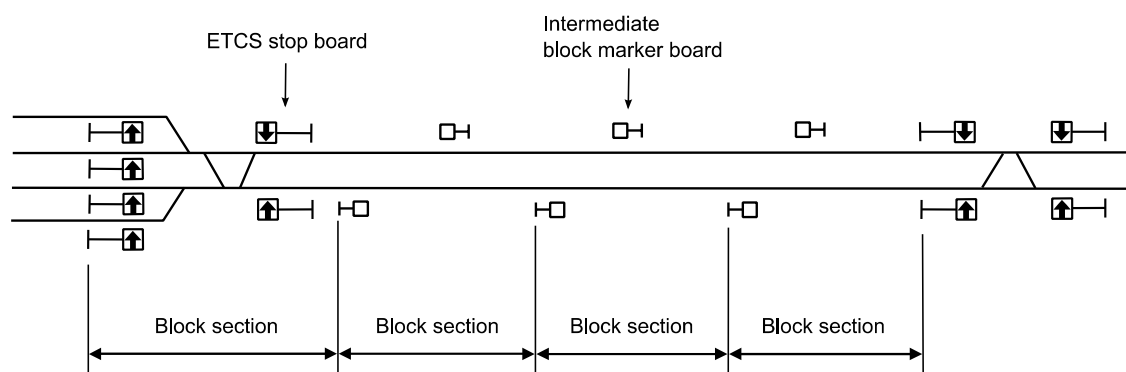 ETCS stop board
Intermediate
block marker board
Block section
Block section
Block section
Block section